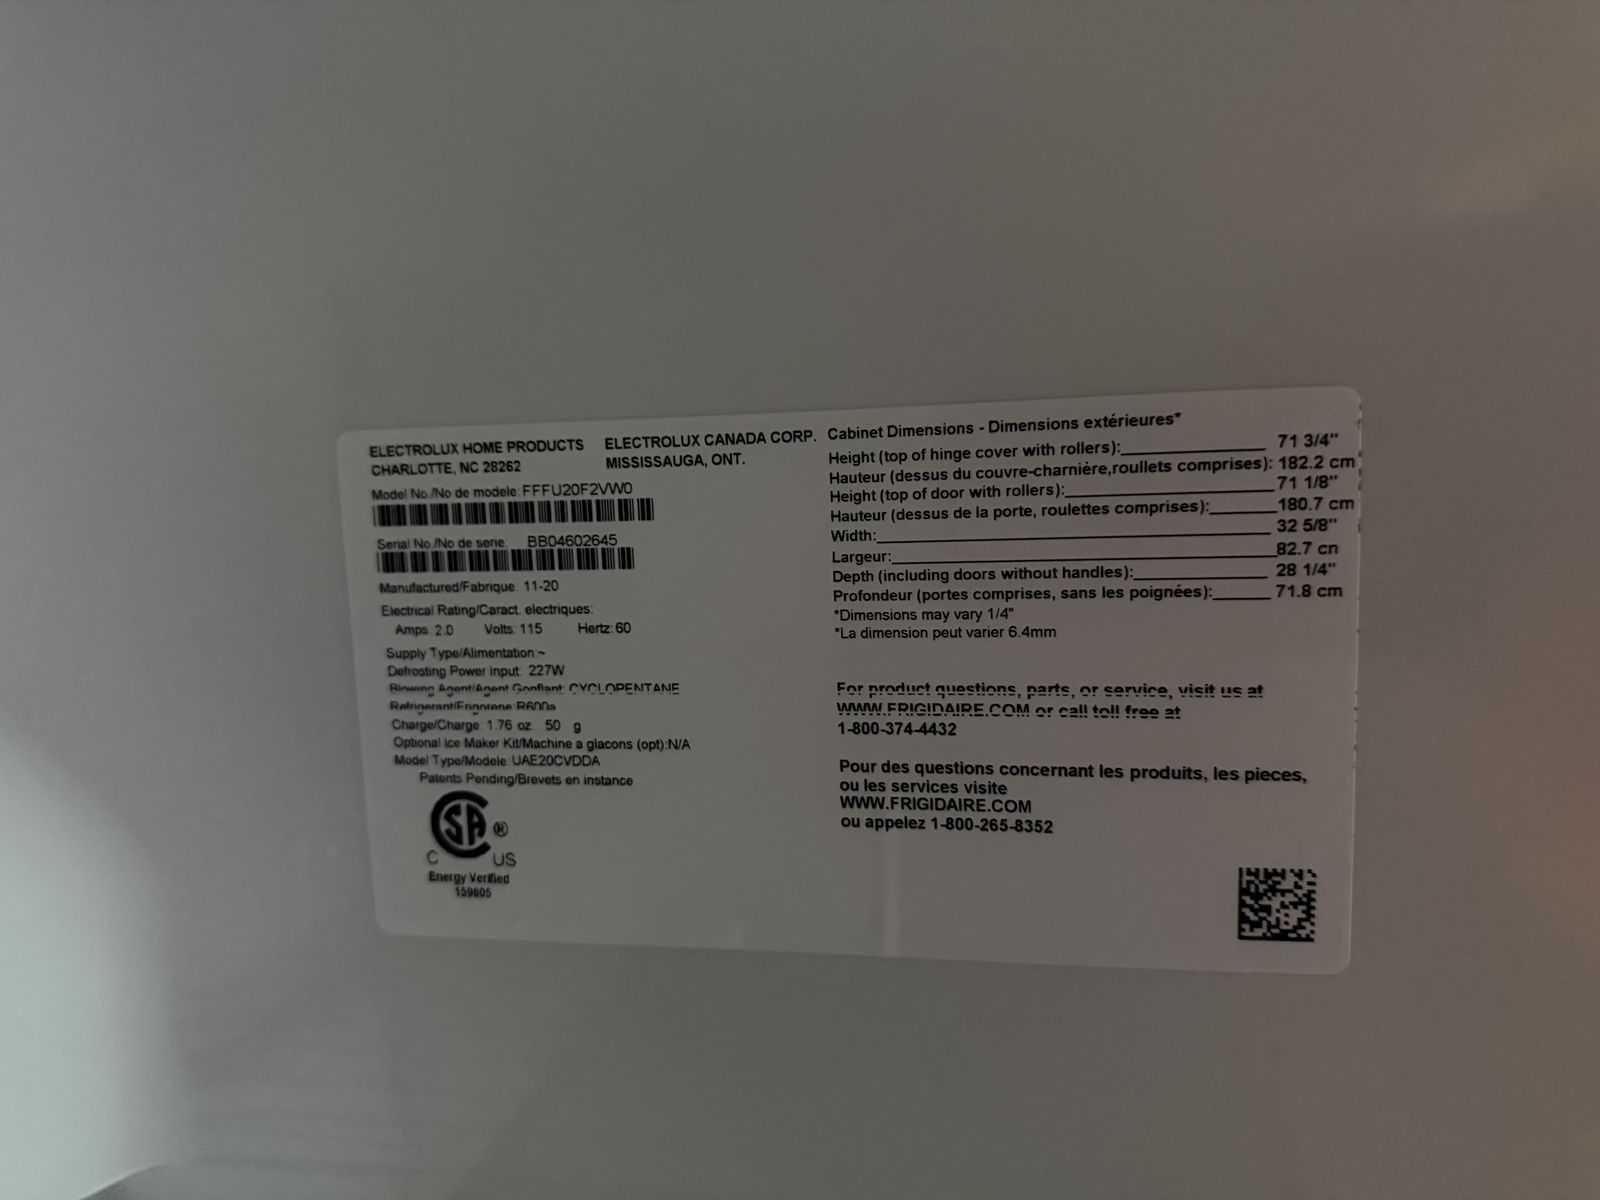 ELECTROLUX HOME PRODUCTS
CHARLOTTE, NC 28262
ELECTROLUX CANADA CORP.
MISSISSAUGA, ONT.
Model No./No de modele: FFFU20F2VW0
Serial No./No de serie: BB04602645
Manufactured/Fabrique: 11-20
Electrical Rating/Caract. electriques:
Amps: 2.0 Volts: 115 Hertz: 60
Supply Type/Alimentation: ~
Defrosting Power Input: 227W
Blowing Agent/Agent Gonflant: CYCLOPENTANE
Refrigerant/Frigorene: R600a
Charge/Charge: 1.76 oz. 50 g
Optional Ice Maker Kit/Machine a glacons (opt):N/A
Model Type/Modele: UAE20CVDDA
Patents Pending/Brevets en instance
SA ®
C US
Energy Verified
159605
Cabinet Dimensions - Dimensions extérieures*
Height (top of hinge cover with rollers): 71 3/4"
Hauteur (dessus du couvre-charnière,roullets comprises): 182.2 cm
Height (top of door with rollers): 71 1/8"
Hauteur (dessus de la porte, roulettes comprises): 180.7 cm
Width: 32 5/8"
Largeur: 82.7 cn
Depth (including doors without handles): 28 1/4"
Profondeur (portes comprises, sans les poignées): 71.8 cm
*Dimensions may vary 1/4"
*La dimension peut varier 6.4mm
For product questions, parts, or service, visit us at
WWW.FRIGIDAIRE.COM or call toll free at
1-800-374-4432
Pour des questions concernant les produits, les pieces,
ou les services visite
WWW.FRIGIDAIRE.COM
ou appelez 1-800-265-8352